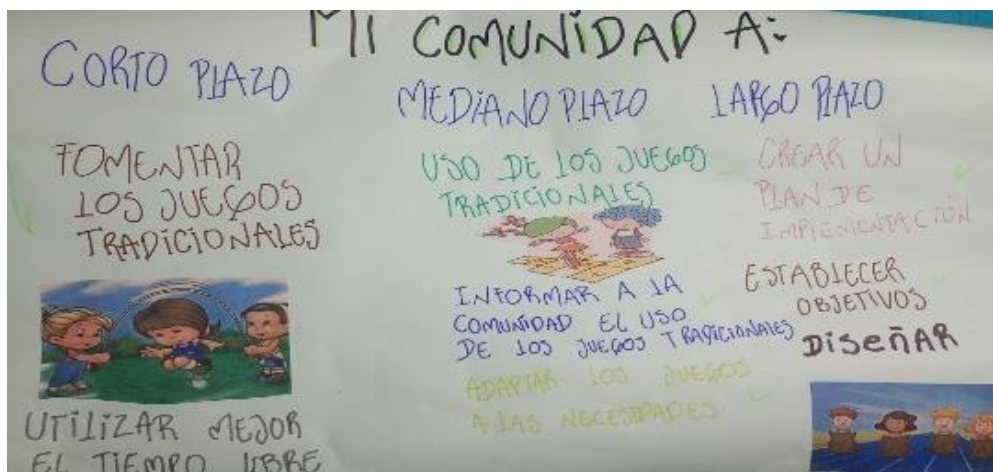 MI COMUNIDAD A:
CORTO PLAZO
FOMENTAR
LOS JUEGOS
TRADICIONALES
UTILIZAR MEJOR
EL TIEMPO LIBRE
MEDIANO PLAZO
USO DE LOS JUEGOS
TRADICIONALES
INFORMAR A LA
COMUNIDAD EL USO
DE LOS JUEGOS TRADICIONALES
ADAPTAR LOS JUEGOS
A LAS NECESIDADES
LARGO PLAZO
CREAR UN
PLAN DE
IMPLEMENTACIÓN
ESTABLECER
OBJETIVOS
DISEÑAR